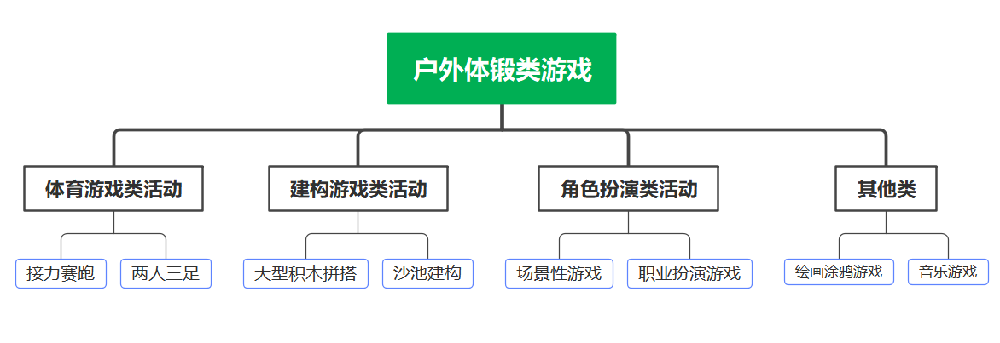 户外体锻类游戏
体育游戏类活动
建构游戏类活动
角色扮演类活动
其他类
接力赛跑
两人三足
大型积木拼搭
沙池建构
场景性游戏
职业扮演游戏
绘画涂鸦游戏
音乐游戏